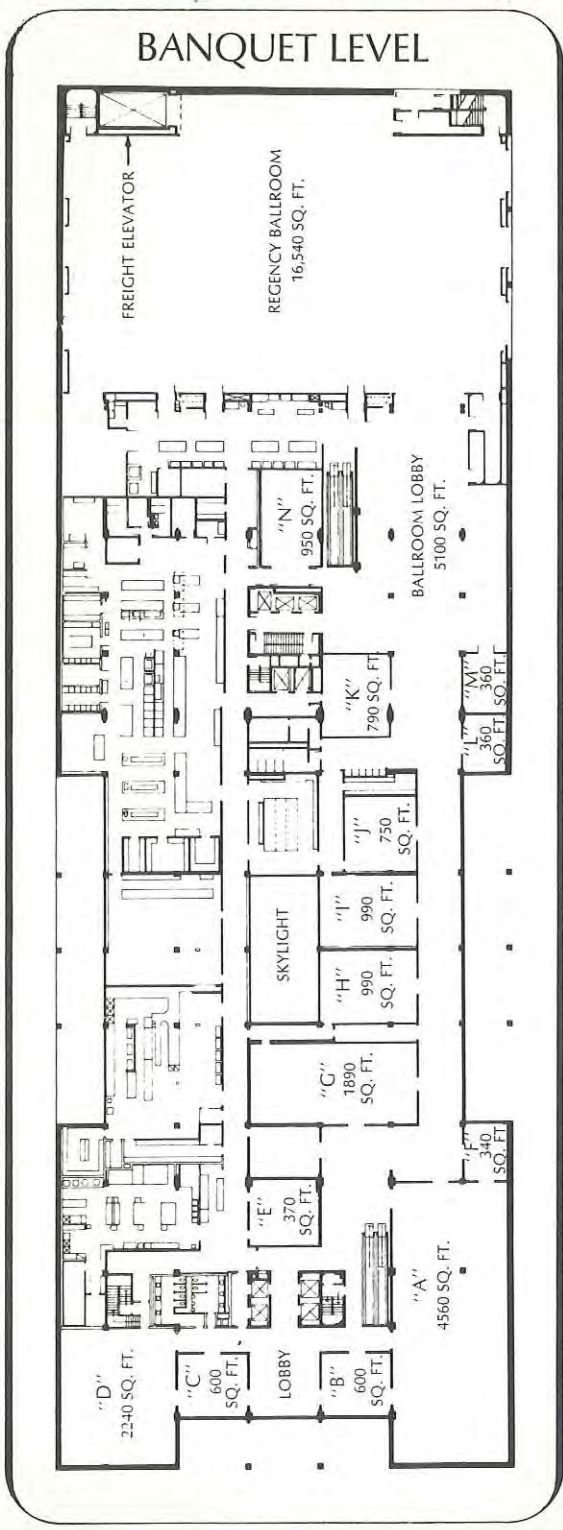 BANQUET LEVEL
FREIGHT ELEVATOR
REGENCY BALLROOM
16,540 SQ. FT.
"N"
950 SQ. FT.
BALLROOM LOBBY
5100 SQ. FT.
"K"
790 SQ. FT.
"L"
360
SQ. FT.
"M"
360
SQ. FT.
"J"
750
SQ. FT.
SKYLIGHT
"I"
990
SQ. FT.
"H"
990
SQ. FT.
"G"
1890
SQ. FT.
"F"
340
SQ. FT.
"E"
370
SQ. FT.
"A"
4560 SQ. FT.
"D"
2240 SQ. FT.
"C"
600
SQ. FT.
LOBBY
"B"
600
SQ. FT.